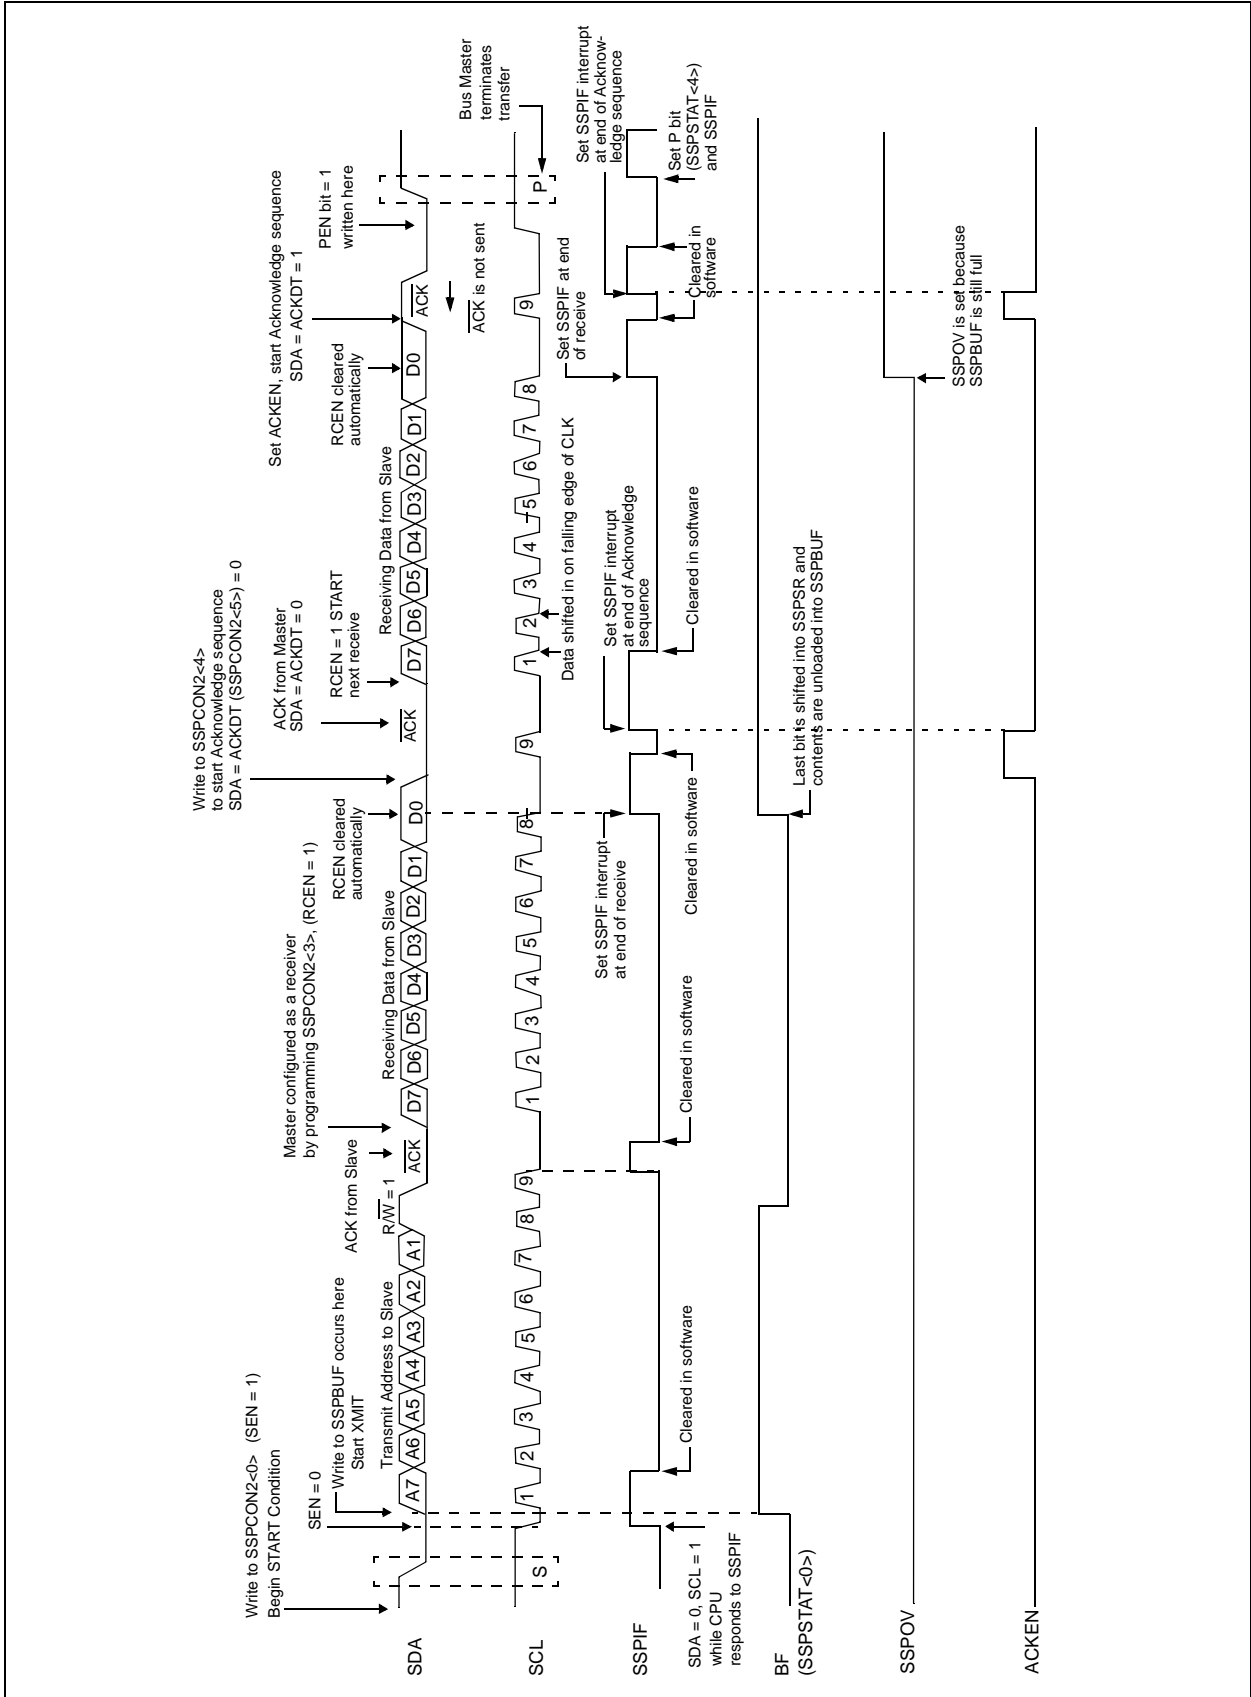 Write to SSPCON2<4>
to start Acknowledge sequence
SDA = ACKDT (SSPCON2<5>) = 0
Write to SSPCON2<0> (SEN = 1)
Begin START Condition
Master configured as a receiver
by programming SSPCON2<3>, (RCEN = 1)
ACK from Master
SDA = ACKDT = 0
Set ACKEN, start Acknowledge sequence
SDA = ACKDT = 1
SEN = 0
Write to SSPBUF occurs here
Start XMIT
ACK from Slave
RCEN cleared
automatically
RCEN = 1 START
next receive
RCEN cleared
automatically
PEN bit = 1
written here
Transmit Address to Slave
R/W = 1
Receiving Data from Slave
Receiving Data from Slave
SDA
A7 A6 A5 A4 A3 A2 A1 ACK D7 D6 D5 D4 D3 D2 D1 D0 ACK D7 D6 D5 D4 D3 D2 D1 D0 ACK
ACK is not sent
Bus Master
terminates
transfer
SCL
S 1 2 3 4 5 6 7 8 9 1 2 3 4 5 6 7 8 9 1 2 3 4 5 6 7 8 9 P
Data shifted in on falling edge of CLK
Set SSPIF interrupt
at end of receive
Set SSPIF interrupt
at end of Acknowledge
sequence
Set SSPIF at end
of receive
Set SSPIF interrupt
at end of Acknow-
ledge sequence
SSPIF
SDA = 0, SCL = 1
while CPU
responds to SSPIF
Cleared in software
Cleared in software
Cleared in software
Cleared in software
Cleared in
software
Set P bit
(SSPSTAT<4>)
and SSPIF
BF
(SSPSTAT<0>)
Last bit is shifted into SSPSR and
contents are unloaded into SSPBUF
SSPOV
SSPOV is set because
SSPBUF is still full
ACKEN